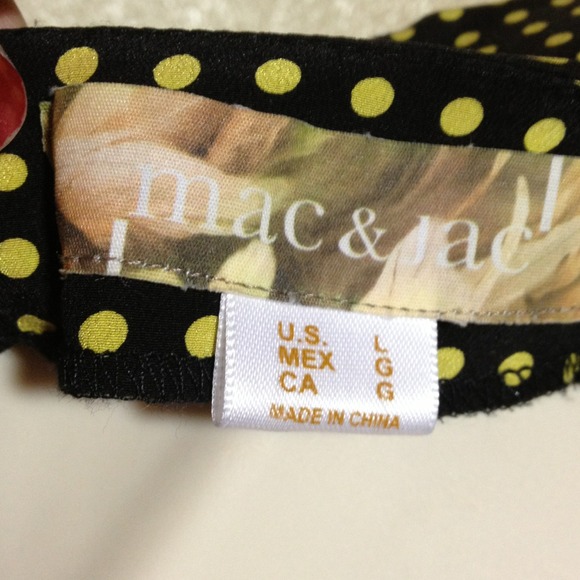 mac & jac
U.S. L
MEX G
CA G
MADE IN CHINA